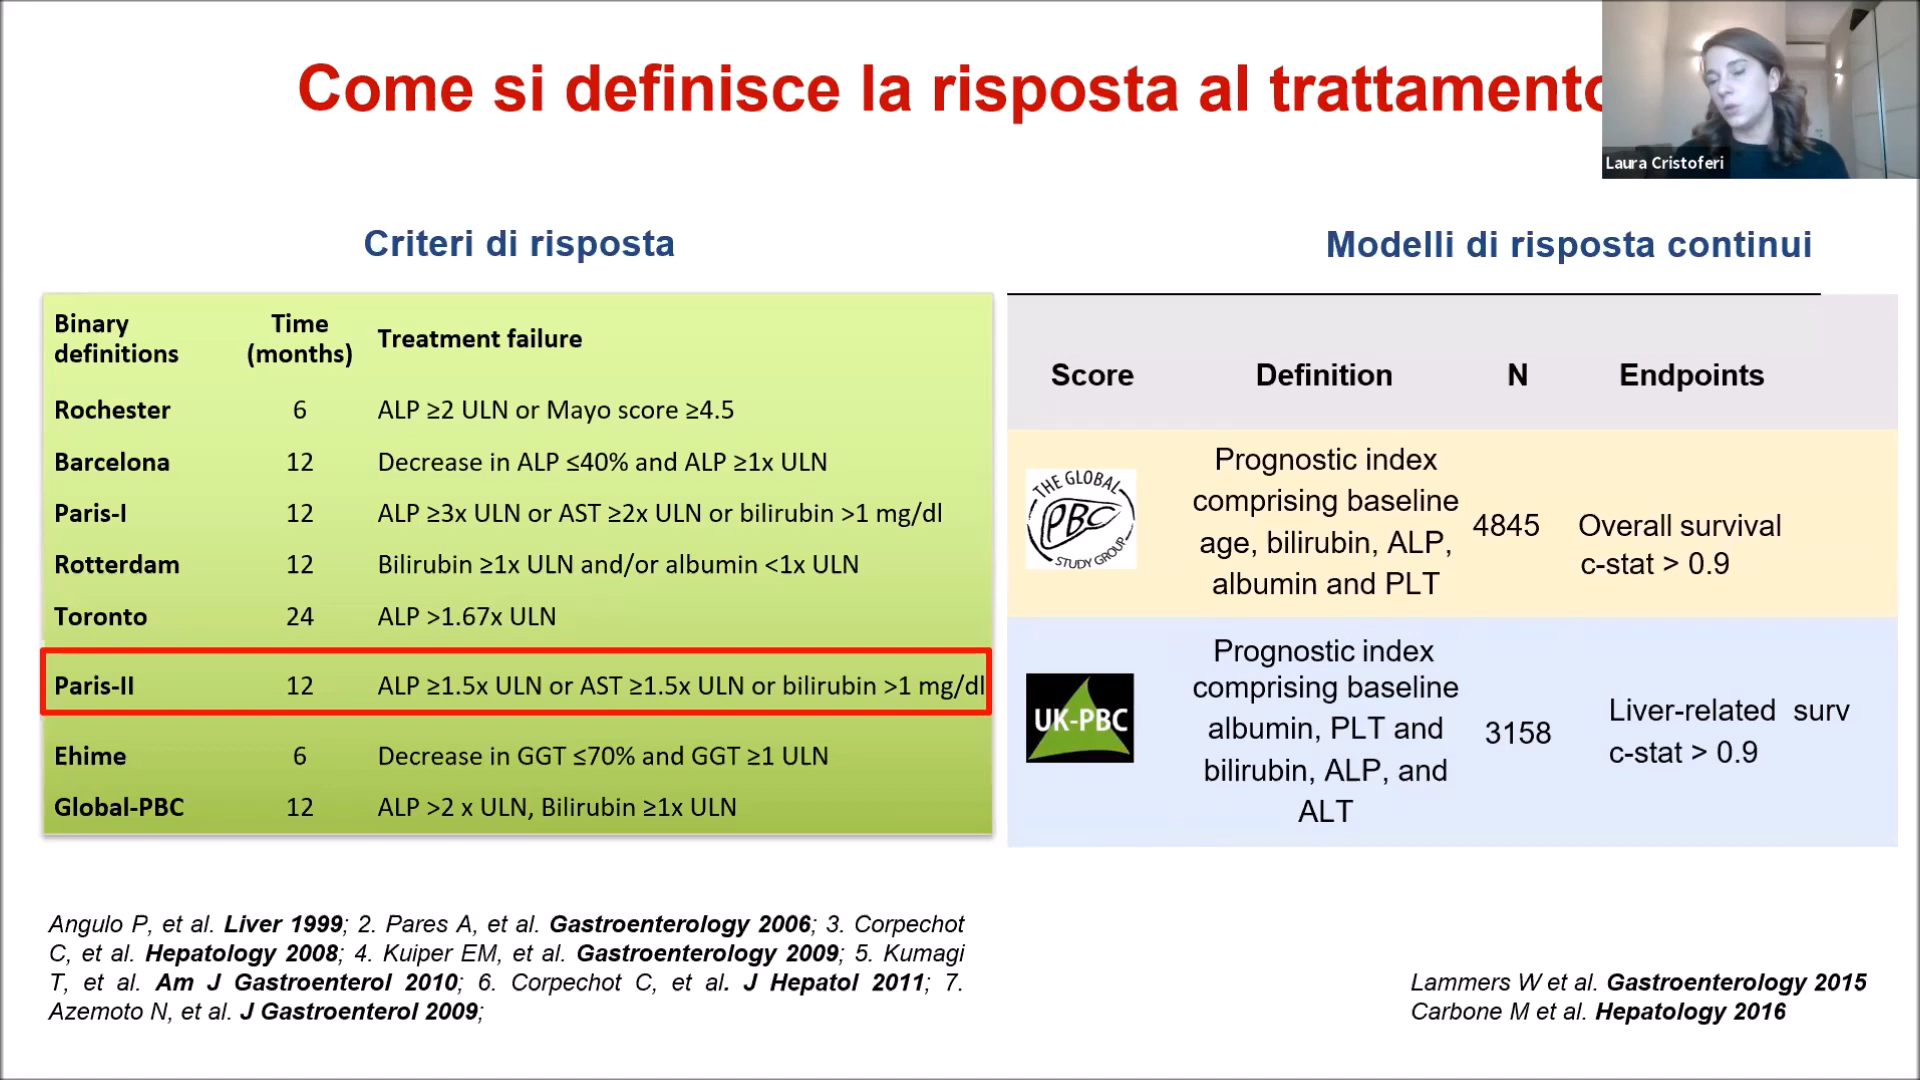 Come si definisce la risposta al trattamento
Laura Cristoferi
Criteri di risposta
Binary definitions Time (months) Treatment failure
Rochester 6 ALP ≥2 ULN or Mayo score ≥4.5
Barcelona 12 Decrease in ALP ≤40% and ALP ≥1x ULN
Paris-I 12 ALP ≥3x ULN or AST ≥2x ULN or bilirubin >1 mg/dl
Rotterdam 12 Bilirubin ≥1x ULN and/or albumin <1x ULN
Toronto 24 ALP >1.67x ULN
Paris-II 12 ALP ≥1.5x ULN or AST ≥1.5x ULN or bilirubin >1 mg/dl
Ehime 6 Decrease in GGT ≤70% and GGT ≥1 ULN
Global-PBC 12 ALP >2 x ULN, Bilirubin ≥1x ULN
Angulo P, et al. Liver 1999; 2. Pares A, et al. Gastroenterology 2006; 3. Corpechot
C, et al. Hepatology 2008; 4. Kuiper EM, et al. Gastroenterology 2009; 5. Kumagi
T, et al. Am J Gastroenterol 2010; 6. Corpechot C, et al. J Hepatol 2011; 7.
Azemoto N, et al. J Gastroenterol 2009;
Modelli di risposta continui
Score Definition N Endpoints
THE GLOBAL
PBC
STUDY GROUP
Prognostic index
comprising baseline
age, bilirubin, ALP,
albumin and PLT
4845
Overall survival
c-stat > 0.9
UK-PBC
Prognostic index
comprising baseline
albumin, PLT and
bilirubin, ALP, and
ALT
3158
Liver-related surv
c-stat > 0.9
Lammers W et al. Gastroenterology 2015
Carbone M et al. Hepatology 2016